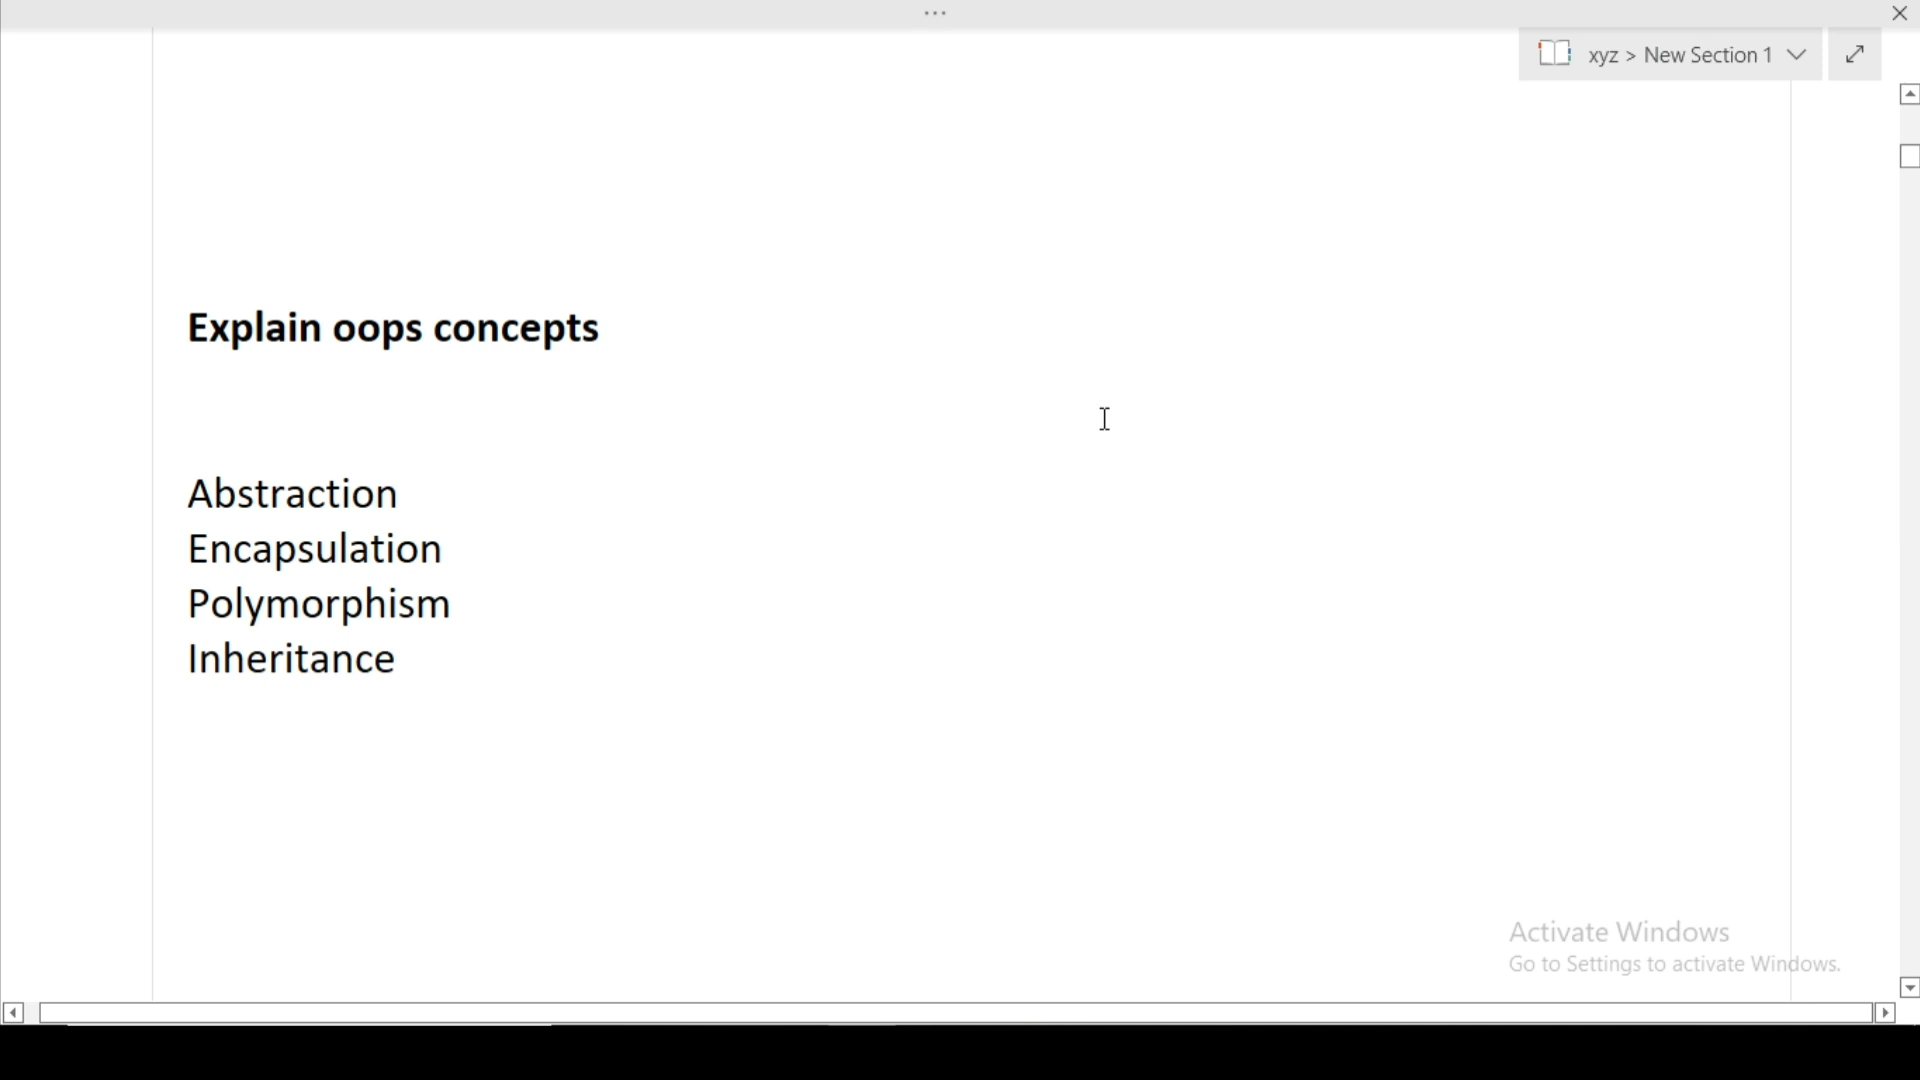 ...
xyz > New Section 1
Explain oops concepts
Abstraction
Encapsulation
Polymorphism
Inheritance
Activate Windows
Go to Settings to activate Windows.